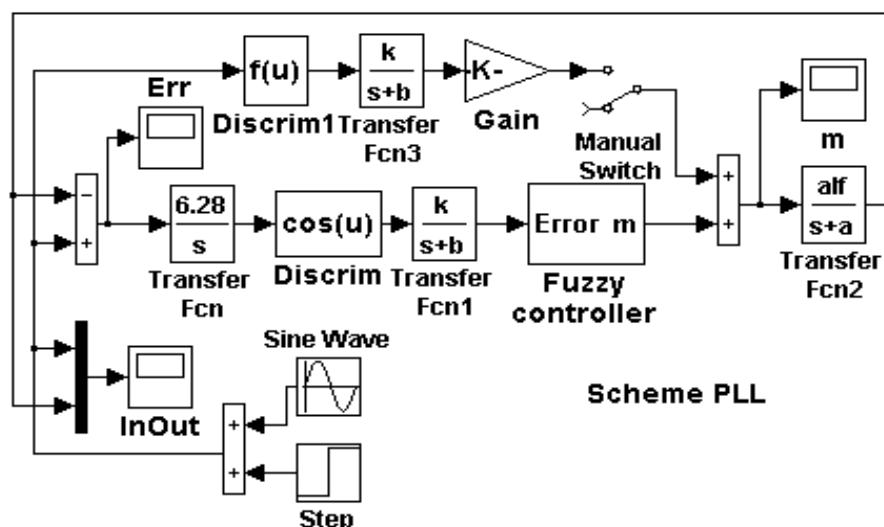 f(u)
k
s+b
-K-
Err
Discrim1
Transfer
Fcn3
Gain
Manual
Switch
m
−
+
6.28
s
cos(u)
k
s+b
Error m
+
+
alf
s+a
Transfer
Fcn
Discrim
Transfer
Fcn1
Fuzzy
controller
Transfer
Fcn2
Sine Wave
InOut
+
+
Scheme PLL
Step